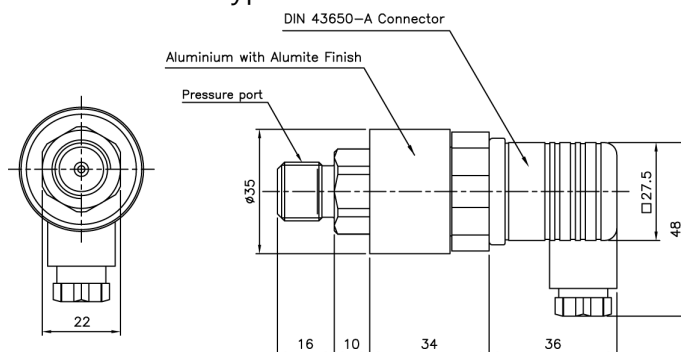 DIN 43650-A Connector
Aluminium with Alumite Finish
Pressure port
ø35
□27.5
48
22
16
10
34
36